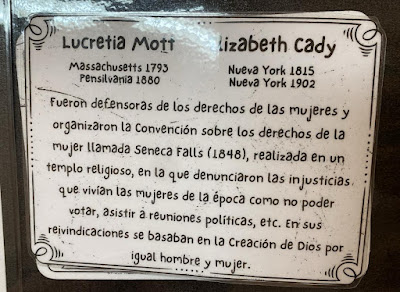 Lucretia Mott lizabeth Cady
Massachusetts 1793 Nueva York 1815
Pensilvania 1880 Nueva York 1902
Fueron defensoras de los derechos de las mujeres y
organizaron la Convención sobre los derechos de la
mujer llamada Seneca Falls (1848), realizada en un
templo religioso, en la que denunciaron las injusticias
que vivían las mujeres de la época como no poder
votar, asistir a reuniones políticas, etc. En sus
reivindicaciones se basaban en la Creación de Dios por
igual hombre y mujer.